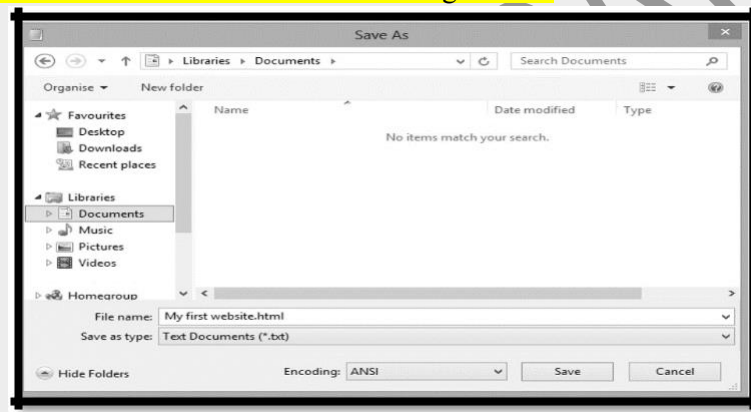 Save As
Libraries Documents
Search Documents
Organise New folder
Name Date modified Type
No items match your search.
Favourites
Desktop
Downloads
Recent places
Libraries
Documents
Music
Pictures
Videos
Homegroup
File name: My first website.html
Save as type: Text Documents (*.txt)
Hide Folders
Encoding: ANSI
Save Cancel